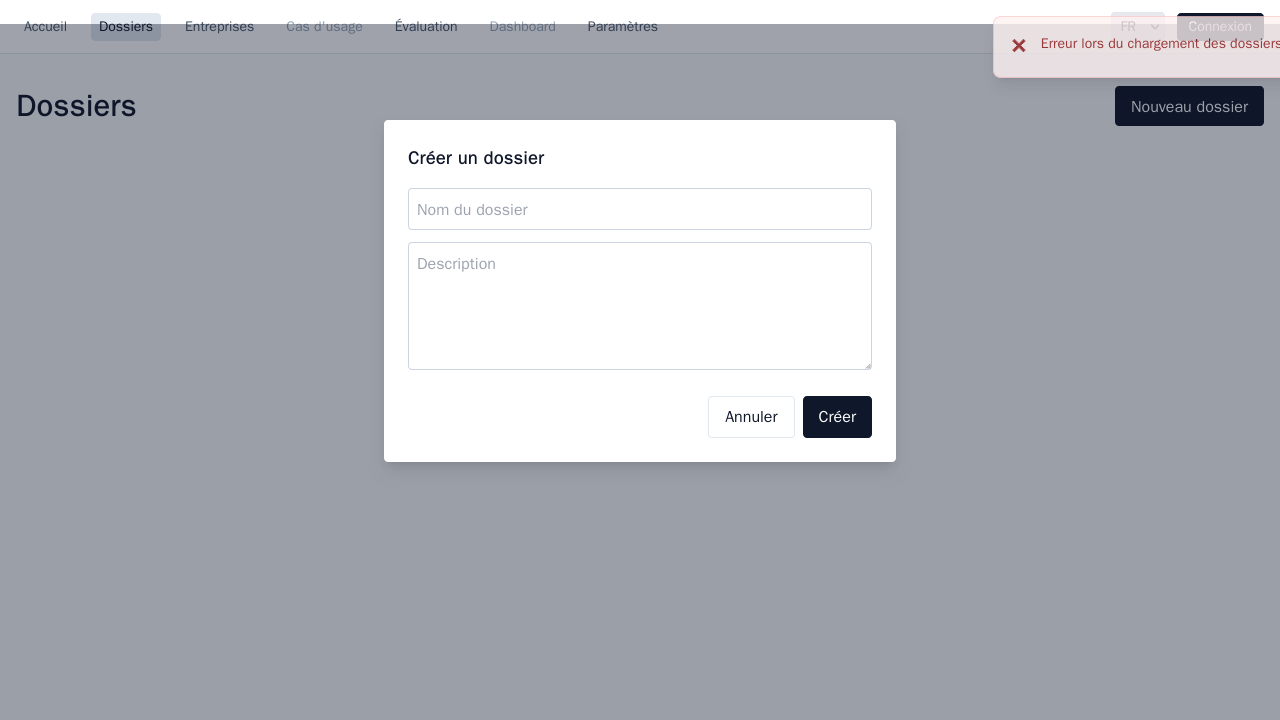 Accueil Dossiers Entreprises Cas d'usage Évaluation Dashboard Paramètres FR Connexion
× Erreur lors du chargement des dossiers
Dossiers Nouveau dossier
Créer un dossier
Nom du dossier
Description
Annuler Créer